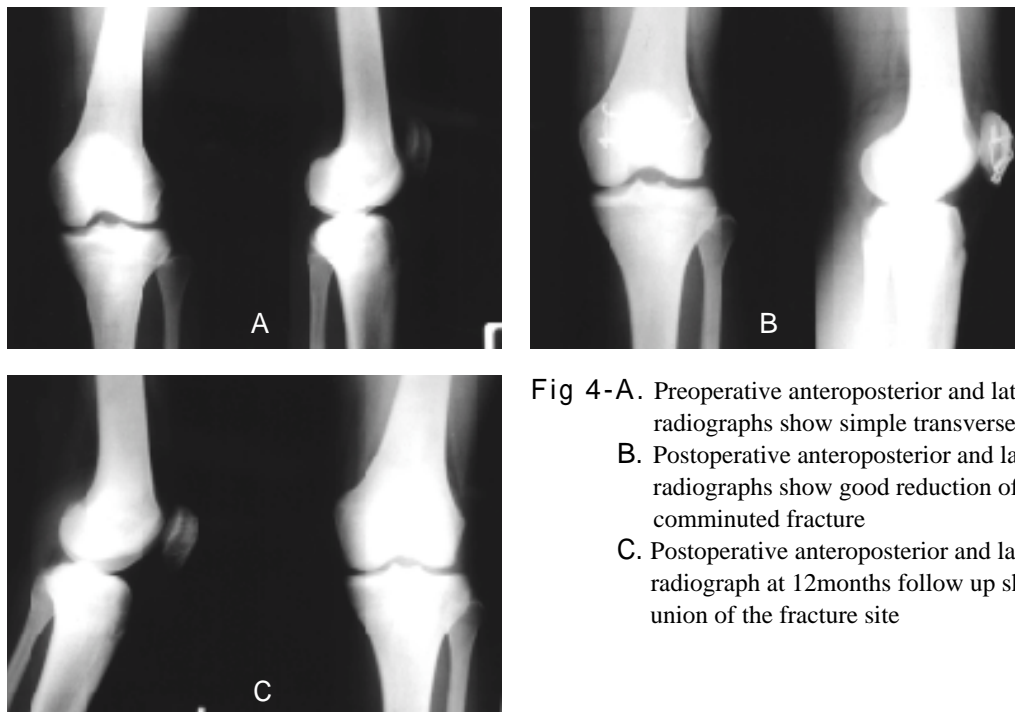 A
B
C
Fig 4-A. Preoperative anteroposterior and lat
radiographs show simple transverse
B. Postoperative anteroposterior and la
radiographs show good reduction of
comminuted fracture
C. Postoperative anteroposterior and la
radiograph at 12months follow up
union of the fracture site